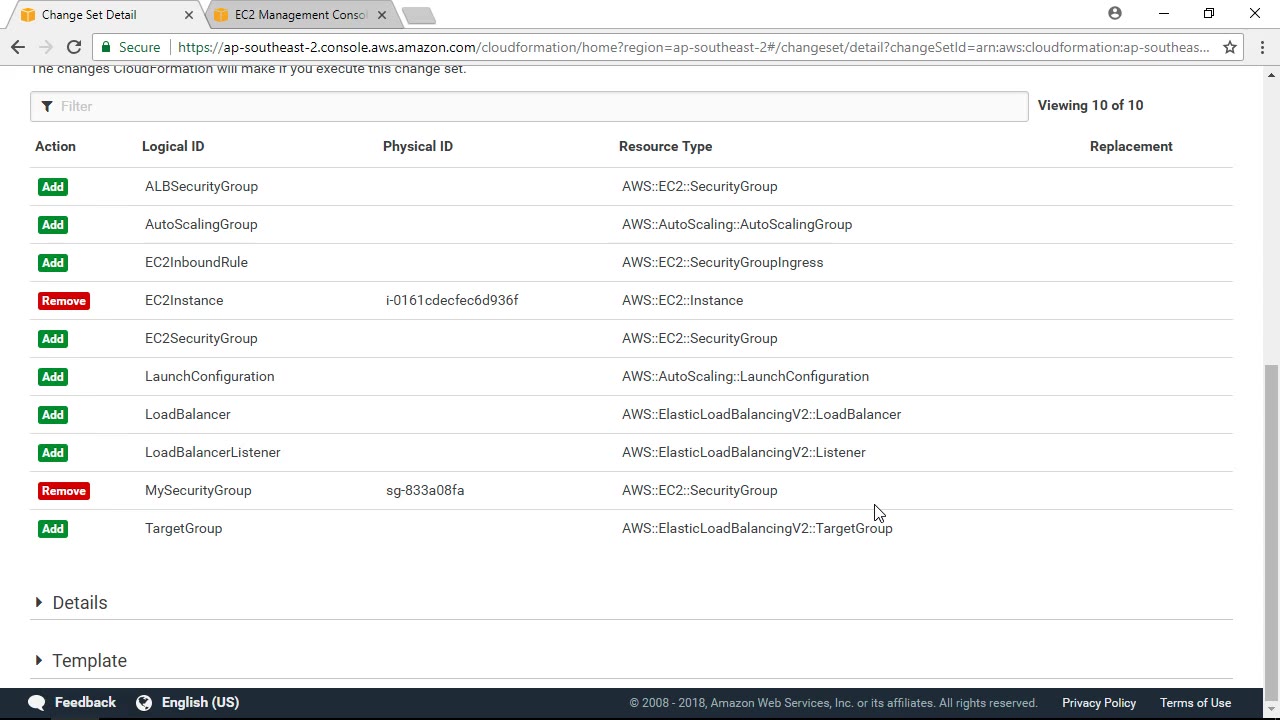 Change Set Detail
EC2 Management Consol
Secure https://ap-southeast-2.console.aws.amazon.com/cloudformation/home?region=ap-southeast-2#/changeset/detail?changeSetId=arn:aws:cloudformation:ap-southeas...
The changes CloudFormation will make if you execute this change set.
Filter Viewing 10 of 10
Action Logical ID Physical ID Resource Type Replacement
Add ALBSecurityGroup AWS::EC2::SecurityGroup
Add AutoScalingGroup AWS::AutoScaling::AutoScalingGroup
Add EC2InboundRule AWS::EC2::SecurityGroupIngress
Remove EC2Instance i-0161cdecfec6d936f AWS::EC2::Instance
Add EC2SecurityGroup AWS::EC2::SecurityGroup
Add LaunchConfiguration AWS::AutoScaling::LaunchConfiguration
Add LoadBalancer AWS::ElasticLoadBalancingV2::LoadBalancer
Add LoadBalancerListener AWS::ElasticLoadBalancingV2::Listener
Remove MySecurityGroup sg-833a08fa AWS::EC2::SecurityGroup
Add TargetGroup AWS::ElasticLoadBalancingV2::TargetGroup
Details
Template
Feedback English (US) © 2008 - 2018, Amazon Web Services, Inc. or its affiliates. All rights reserved. Privacy Policy Terms of Use